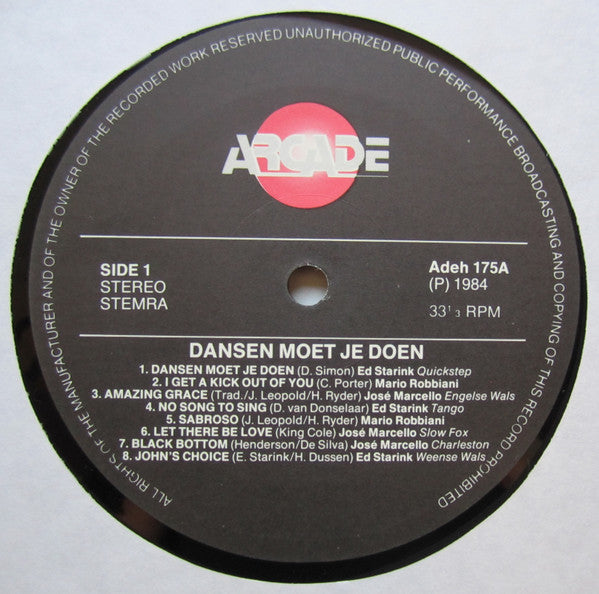 ALL RIGHTS OF THE MANUFACTURER AND OF THE OWNER OF THE RECORDED WORK RESERVED UNAUTHORIZED PUBLIC PERFORMANCE BROADCASTING AND COPYING OF THIS RECORD PROHIBITED
ARCADE
SIDE 1
STEREO
STEMRA
Adeh 175A
(P) 1984
33 1 3 RPM
DANSEN MOET JE DOEN
1. DANSEN MOET JE DOEN (D. Simon) Ed Starink Quickstep
2. I GET A KICK OUT OF YOU (C. Porter) Mario Robbiani
3. AMAZING GRACE (Trad./J. Leopold/H. Ryder) José Marcello Engelse Wals
4. NO SONG TO SING (D. van Donselaar) Ed Starink Tango
5. SABROSO (J. Leopold/H. Ryder) Mario Robbiani
6. LET THERE BE LOVE (King Cole) José Marcello Slow Fox
7. BLACK BOTTOM (Henderson/De Silva) José Marcello Charleston
8. JOHN'S CHOICE (E. Starink/H. Dussen) Ed Starink Weense Wals